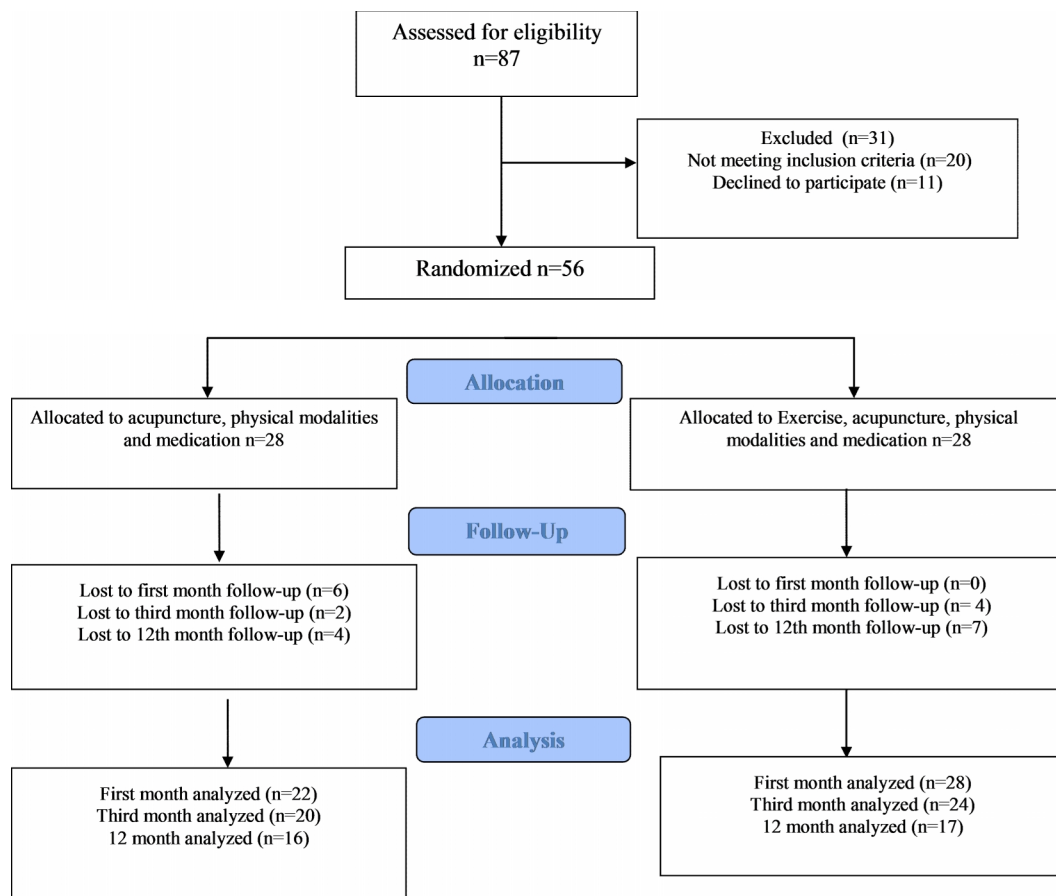 Assessed for eligibility
n=87
Excluded (n=31)
Not meeting inclusion criteria (n=20)
Declined to participate (n=11)
Randomized n=56
Allocation
Allocated to acupuncture, physical modalities
and medication n=28
Allocated to Exercise, acupuncture, physical
modalities and medication n=28
Follow-Up
Lost to first month follow-up (n=6)
Lost to third month follow-up (n=2)
Lost to 12th month follow-up (n=4)
Lost to first month follow-up (n=0)
Lost to third month follow-up (n= 4)
Lost to 12th month follow-up (n=7)
Analysis
First month analyzed (n=22)
Third month analyzed (n=20)
12 month analyzed (n=16)
First month analyzed (n=28)
Third month analyzed (n=24)
12 month analyzed (n=17)